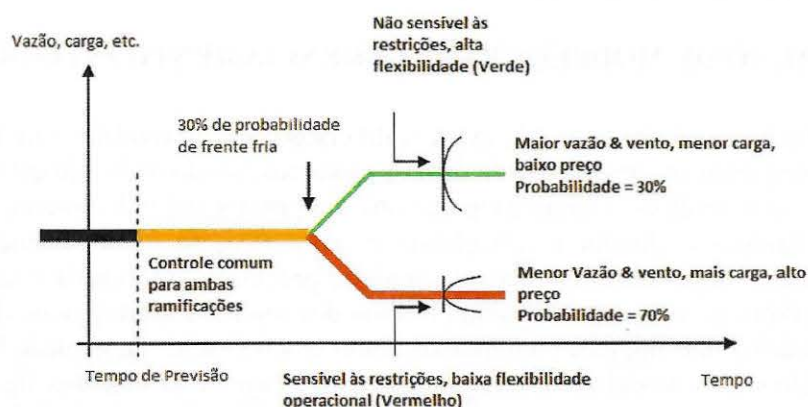 Não sensível às
restrições, alta
flexibilidade (Verde)
Vazão, carga, etc.
30% de probabilidade
de frente fria
Maior vazão & vento, menor carga,
baixo preço
Probabilidade = 30%
Controle comum
para ambas
ramificações
Menor Vazão & vento, mais carga, alto
preço
Probabilidade = 70%
Tempo de Previsão
Sensível às restrições, baixa flexibilidade
operacional (Vermelho)
Tempo